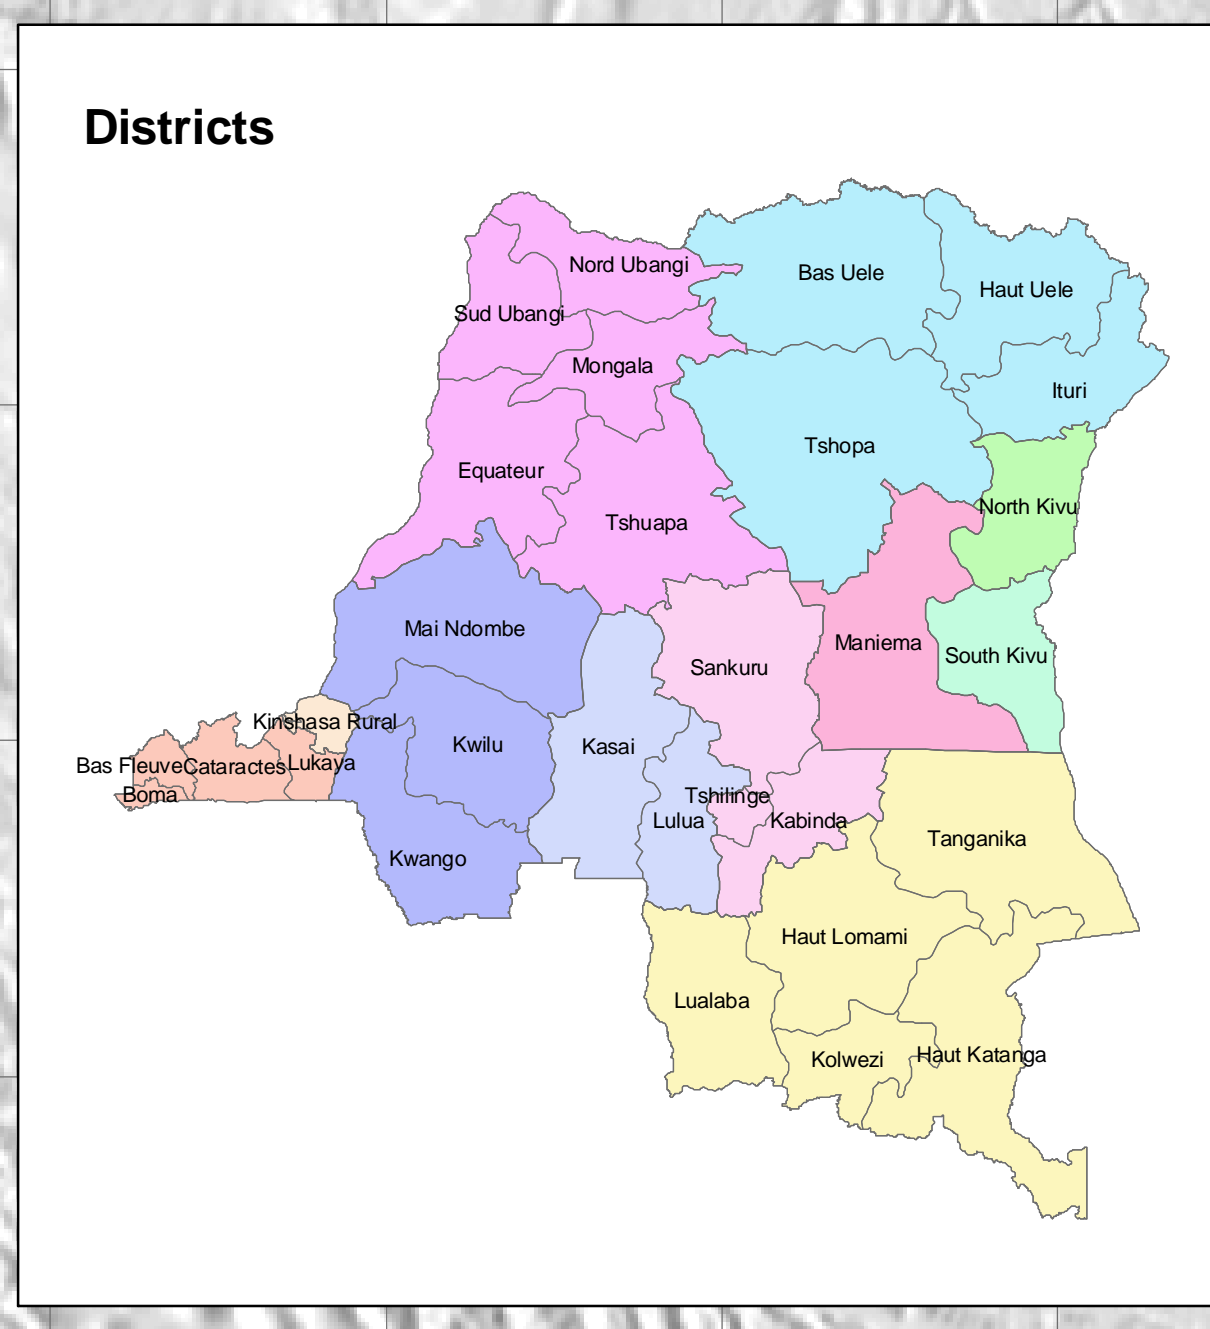 Districts
Nord Ubangi
Bas Uele
Haut Uele
Sud Ubangi
Mongala
Ituri
Tshopa
Equateur
North Kivu
Tshuapa
Mai Ndombe
Maniema
South Kivu
Sankuru
Kinshasa Rural
Kwilu
Kasai
Bas Fleuve
Cataractes
Lukaya
Boma
Tshilinge
Lulua
Kabinda
Tanganika
Kwango
Haut Lomami
Lualaba
Kolwezi
Haut Katanga